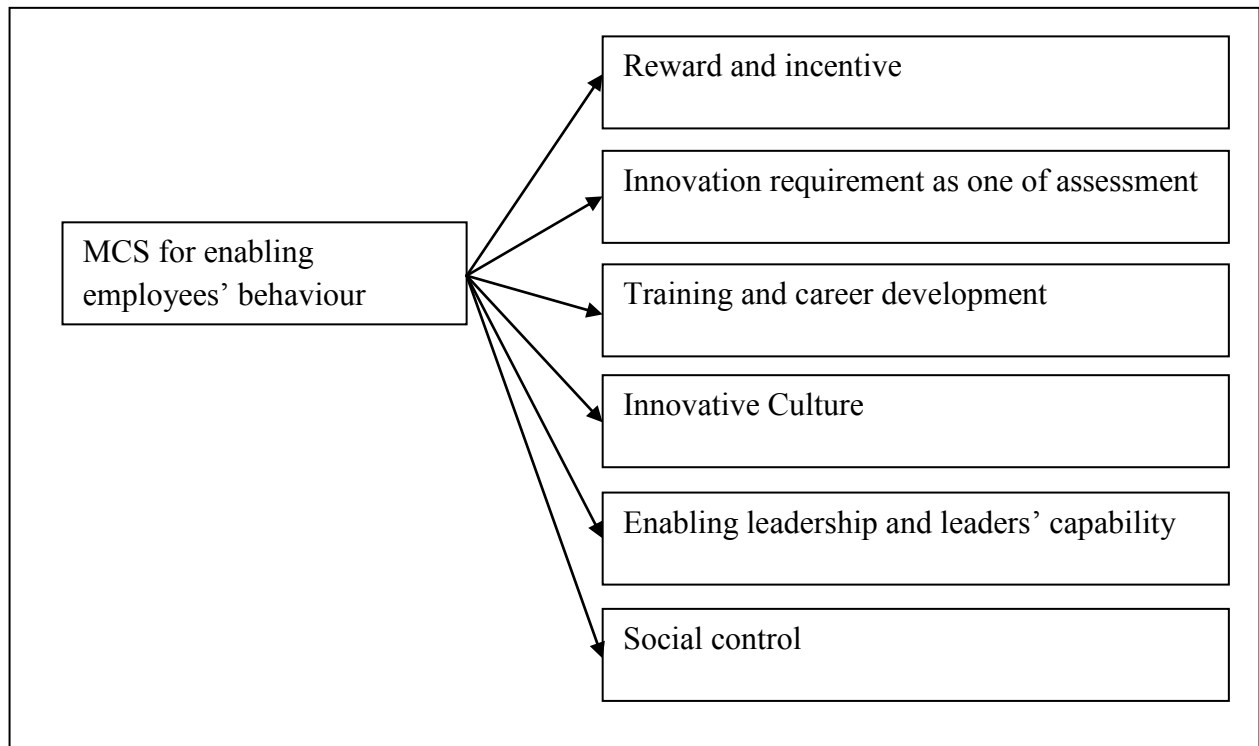 MCS for enabling
employees’ behaviour
Reward and incentive
Innovation requirement as one of assessment
Training and career development
Innovative Culture
Enabling leadership and leaders’ capability
Social control